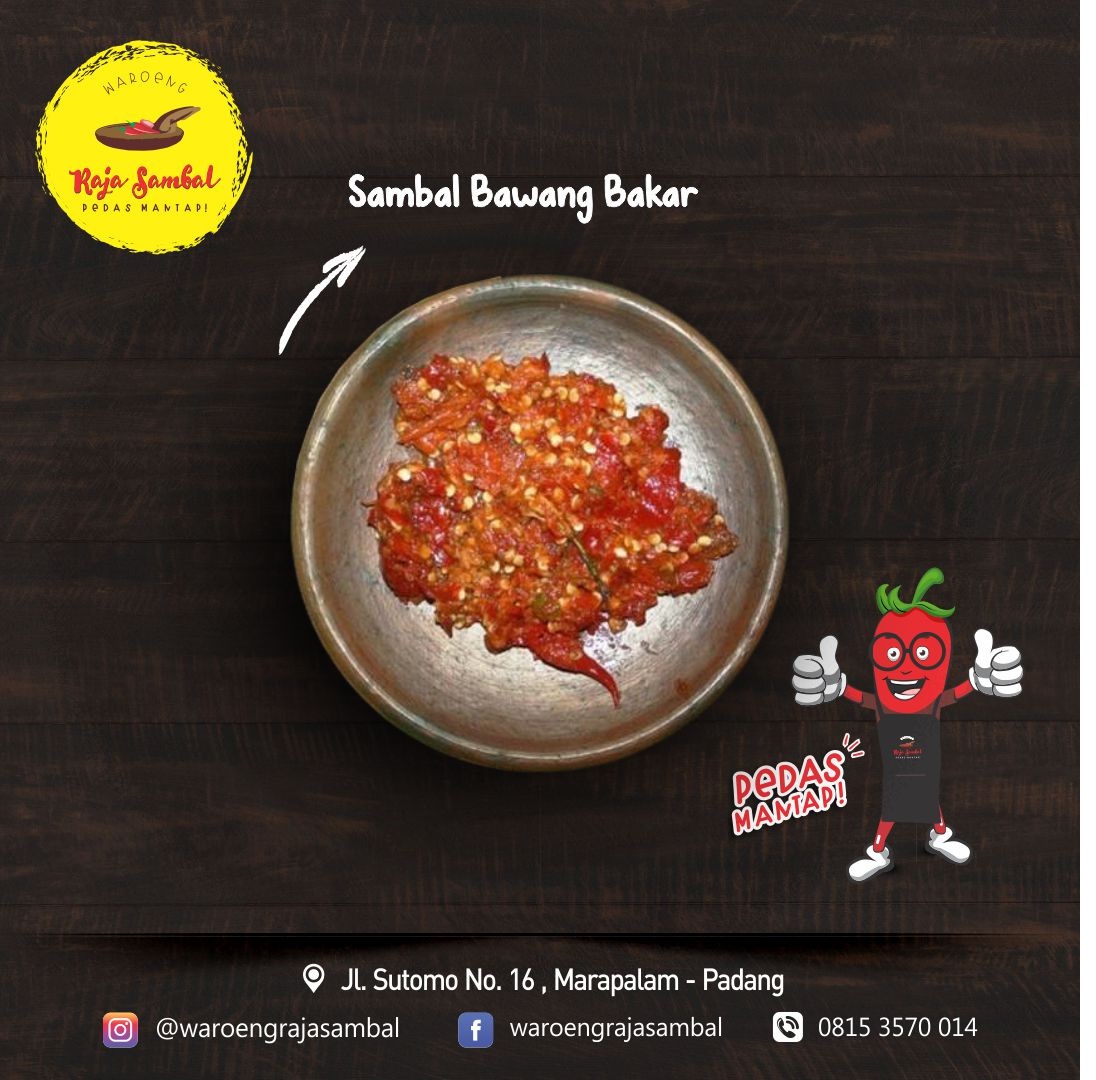 WAROENG
Raja Sambal
PEDAS MANTAP!
Sambal Bawang Bakar
PEDAS
MANTAP!
Jl. Sutomo No. 16 , Marapalam - Padang
@waroengrajasambal
waroengrajasambal
0815 3570 014